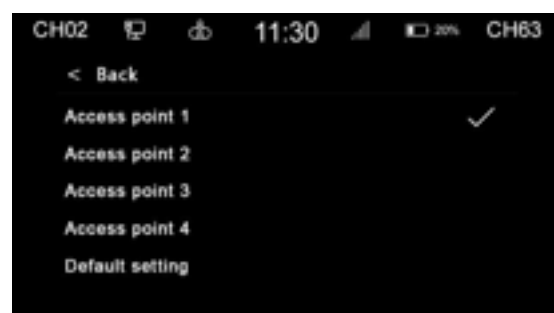 CH02 11:30 20% CH63
< Back
Access point 1
Access point 2
Access point 3
Access point 4
Default setting